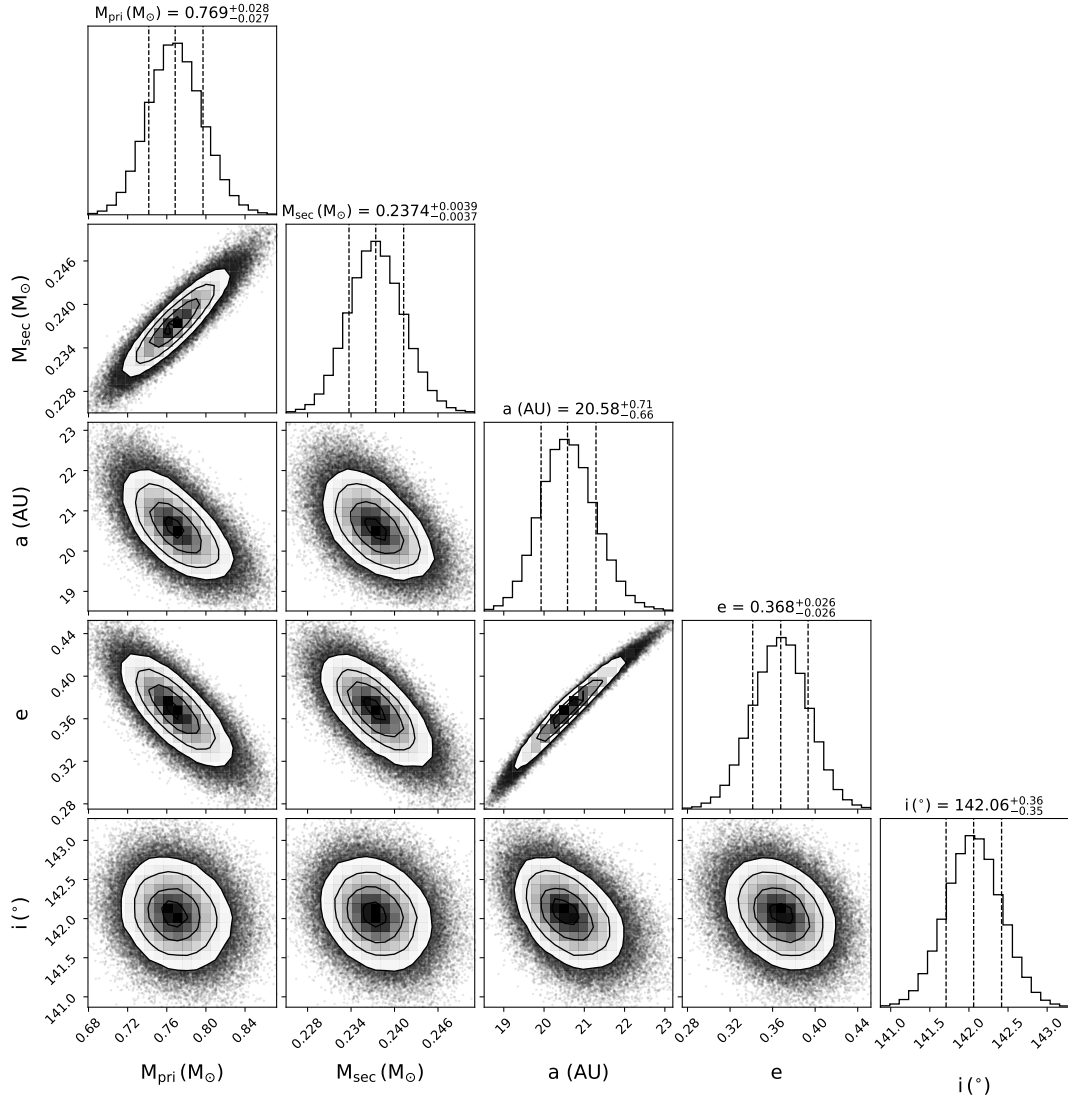 M_pri (M_⊙) = 0.769^{+0.028}_{−0.027}
M_sec (M_⊙) = 0.2374^{+0.0039}_{−0.0037}
M_sec (M_⊙)
0.246
0.240
0.234
0.228
a (AU) = 20.58^{+0.71}_{−0.66}
a (AU)
23
22
21
20
19
e = 0.368^{+0.026}_{−0.026}
e
0.44
0.40
0.36
0.32
0.28
i (°) = 142.06^{+0.36}_{−0.35}
i (°)
143.0
142.5
142.0
141.5
141.0
0.68 0.72 0.76 0.80 0.84
0.228 0.234 0.240 0.246
19 20 21 22 23
0.28 0.32 0.36 0.40 0.44
141.0 141.5 142.0 142.5 143.0
M_pri (M_⊙) M_sec (M_⊙) a (AU) e i (°)